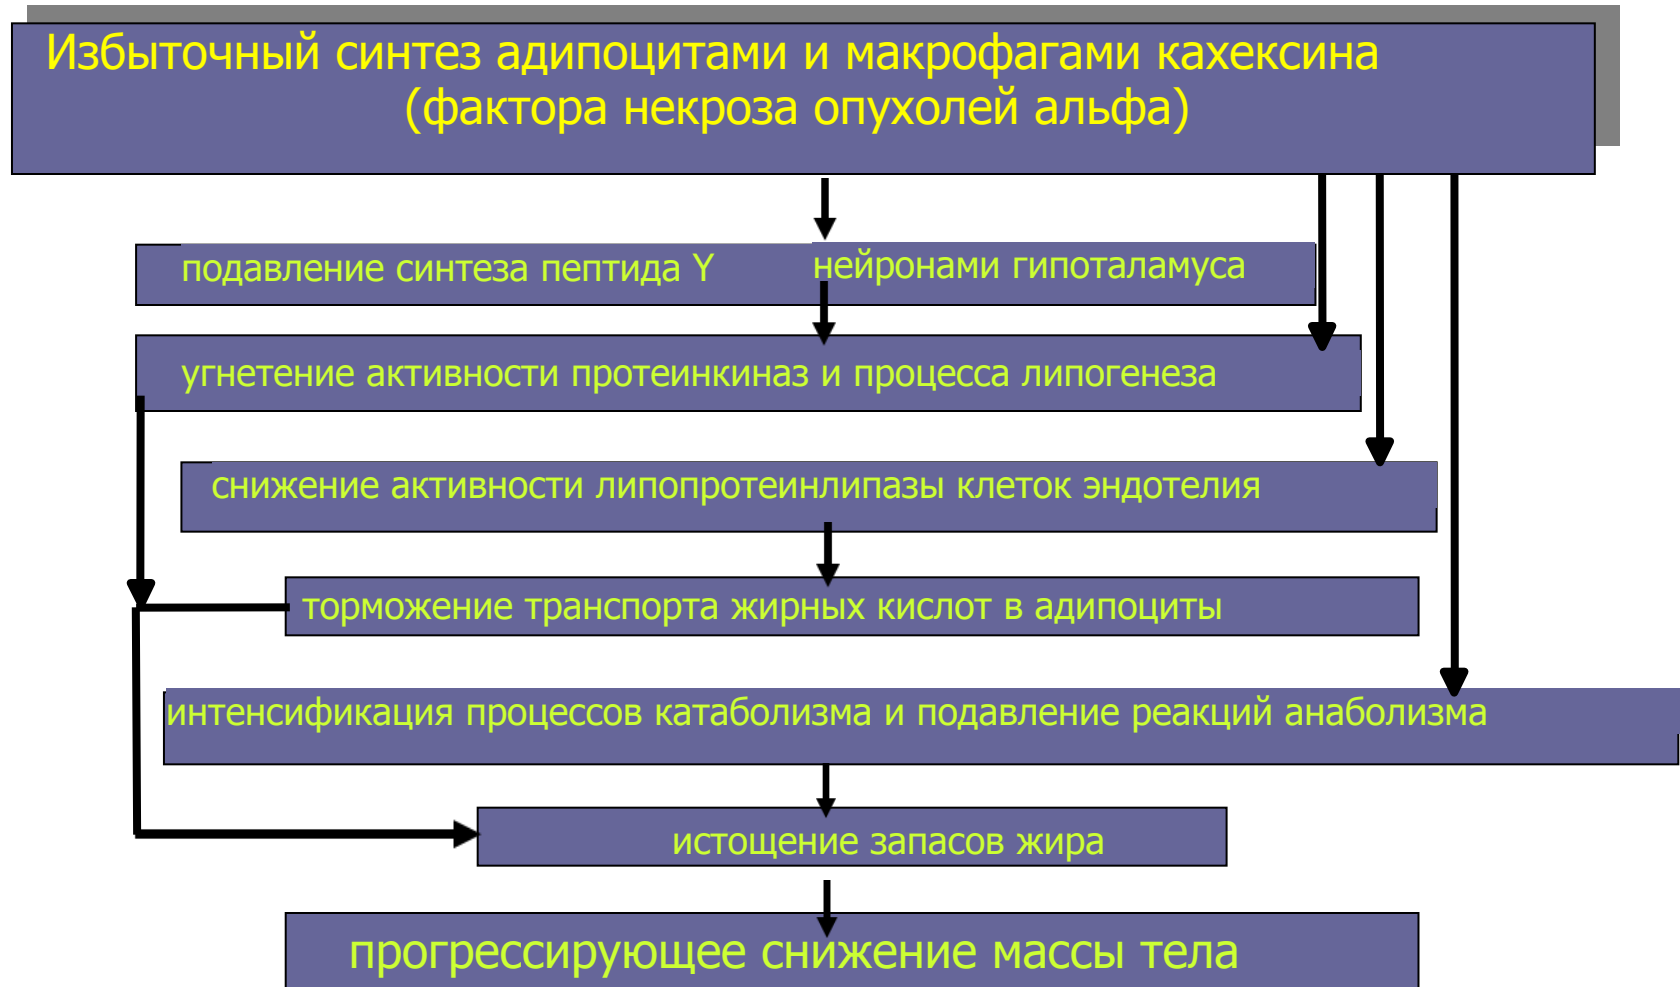 Избыточный синтез адипоцитами и макрофагами кахексина
(фактора некроза опухолей альфа)
подавление синтеза пептида Y нейронами гипоталамуса
угнетение активности протеинкиназ и процесса липогенеза
снижение активности липопротеинлипазы клеток эндотелия
торможение транспорта жирных кислот в адипоциты
интенсификация процессов катаболизма и подавление реакций анаболизма
истощение запасов жира
прогрессирующее снижение массы тела